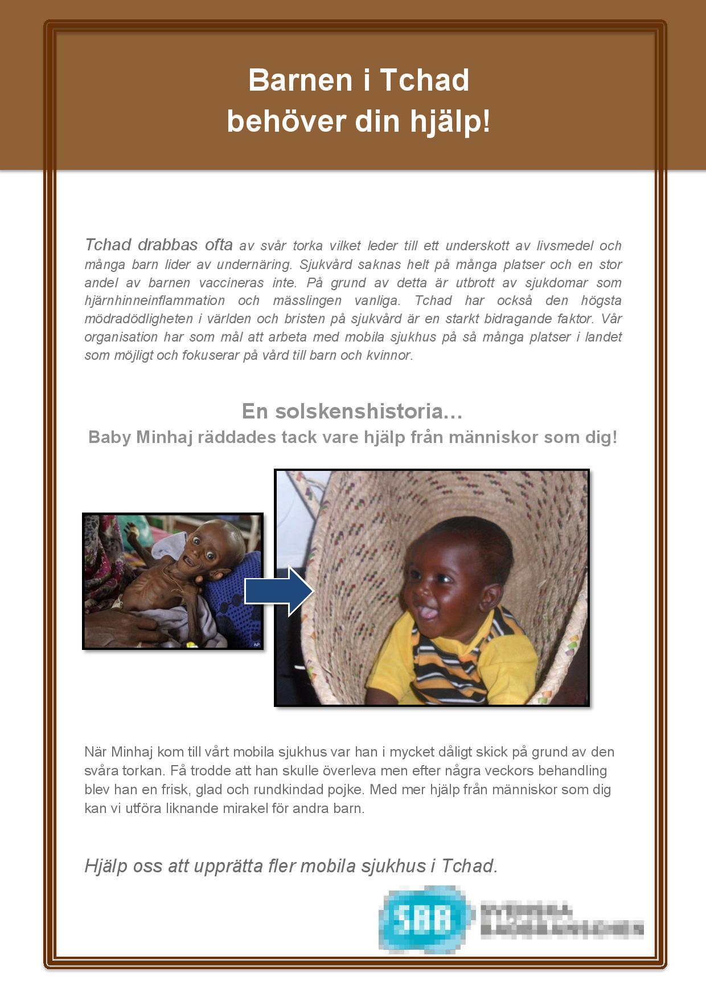 Barnen i Tchad
behöver din hjälp!
Tchad drabbas ofta av svår torka vilket leder till ett underskott av livsmedel och
många barn lider av undernäring. Sjukvård saknas helt på många platser och en stor
andel av barnen vaccineras inte. På grund av detta är utbrott av sjukdomar som
hjärnhinneinflammation och mässlingen vanliga. Tchad har också den högsta
mödradödligheten i världen och bristen på sjukvård är en starkt bidragande faktor. Vår
organisation har som mål att arbeta med mobila sjukhus på så många platser i landet
som möjligt och fokuserar på vård till barn och kvinnor.
En solskenshistoria...
Baby Minhaj räddades tack vare hjälp från människor som dig!
AP
När Minhaj kom till vårt mobila sjukhus var han i mycket dåligt skick på grund av den
svåra torkan. Få trodde att han skulle överleva men efter några veckors behandling
blev han en frisk, glad och rundkindad pojke. Med mer hjälp från människor som dig
kan vi utföra liknande mirakel för andra barn.
Hjälp oss att upprätta fler mobila sjukhus i Tchad.
SVENSKA